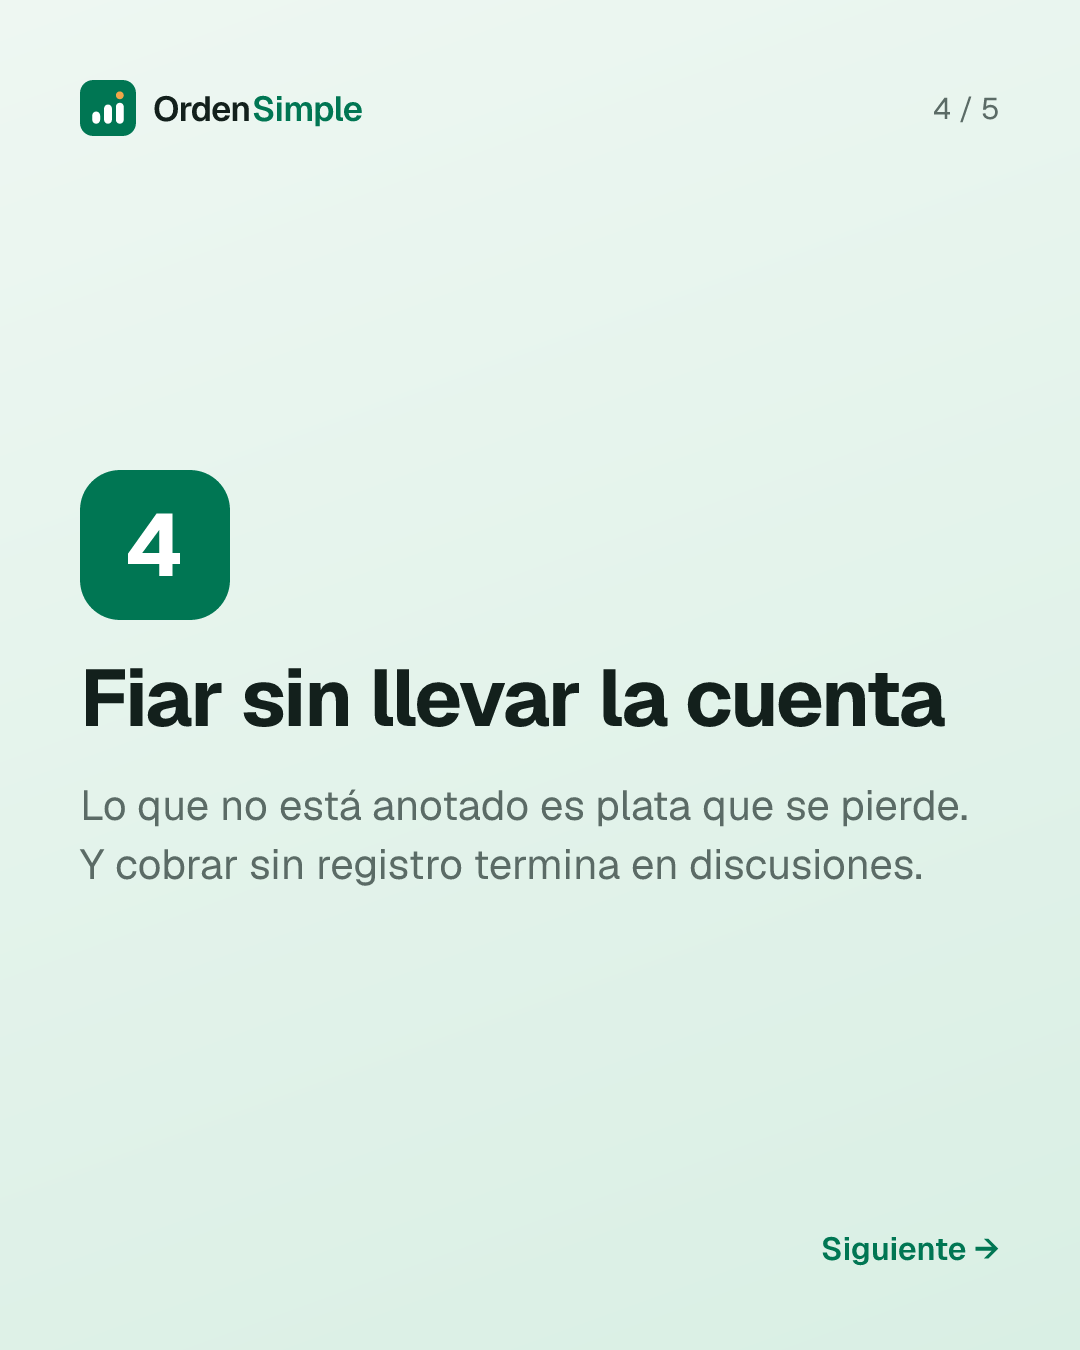 OrdenSimple
4 / 5
4
Fiar sin llevar la cuenta
Lo que no está anotado es plata que se pierde.
Y cobrar sin registro termina en discusiones.
Siguiente →